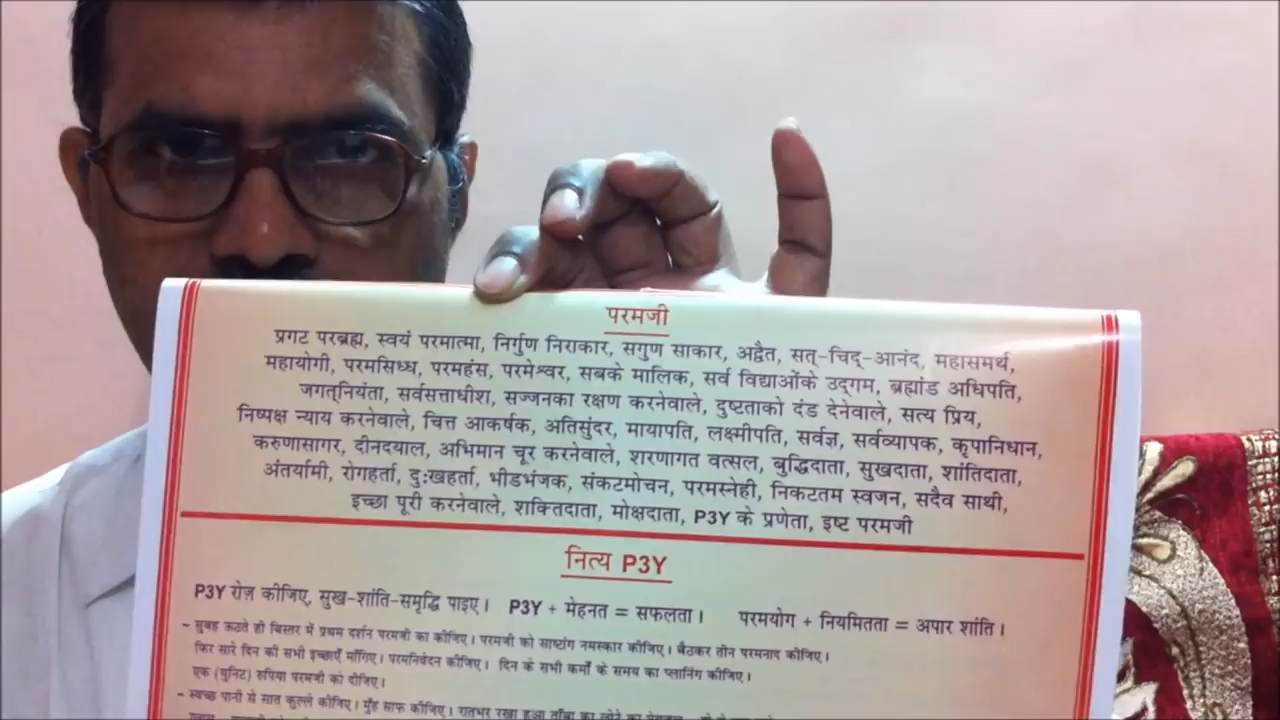 परमजी
प्रगट परब्रह्म, स्वयं परमात्मा, निर्गुण निराकार, सगुण साकार, अद्वैत, सत्-चिद्-आनंद, महासमर्थ,
महायोगी, परमसिध्ध, परमहंस, परमेश्वर, सबके मालिक, सर्व विद्याओंके उद्गम, ब्रह्मांड अधिपति,
जगत्नियंता, सर्वसत्ताधीश, सज्जनका रक्षण करनेवाले, दुष्टताको दंड देनेवाले, सत्य प्रिय,
निष्पक्ष न्याय करनेवाले, चित्त आकर्षक, अतिसुंदर, मायापति, लक्ष्मीपति, सर्वज्ञ, सर्वव्यापक, कृपानिधान,
करुणासागर, दीनदयाल, अभिमान चूर करनेवाले, शरणागत वत्सल, बुद्धिदाता, सुखदाता, शांतिदाता,
अंतर्यामी, रोगहर्ता, दुःखहर्ता, भीडभंजक, संकटमोचन, परमस्नेही, निकटतम स्वजन, सदैव साथी,
इच्छा पूरी करनेवाले, शक्तिदाता, मोक्षदाता, P3Y के प्रणेता, इष्ट परमजी
नित्य P3Y
P3Y रोज़ कीजिए, सुख-शांति-समृद्धि पाइए। P3Y + मेहनत = सफलता। परमयोग + नियमितता = अपार शांति।
- सुबह ऊठते ही बिस्तर में प्रथम दर्शन परमजी का कीजिए। परमजी को साष्टांग नमस्कार कीजिए। बैठकर तीन परमनाद कीजिए।
फिर सारे दिन की सभी इच्छाएँ माँगिए। परमनिवेदन कीजिए। दिन के सभी कर्मों के समय का प्लानिंग कीजिए।
एक (युनिट) रुपिया परमजी को दीजिए।
- स्वच्छ पानी से सात कुल्ले कीजिए। मुँह साफ़ कीजिए। रातभर रखा हुआ ताँबा का लोटे का